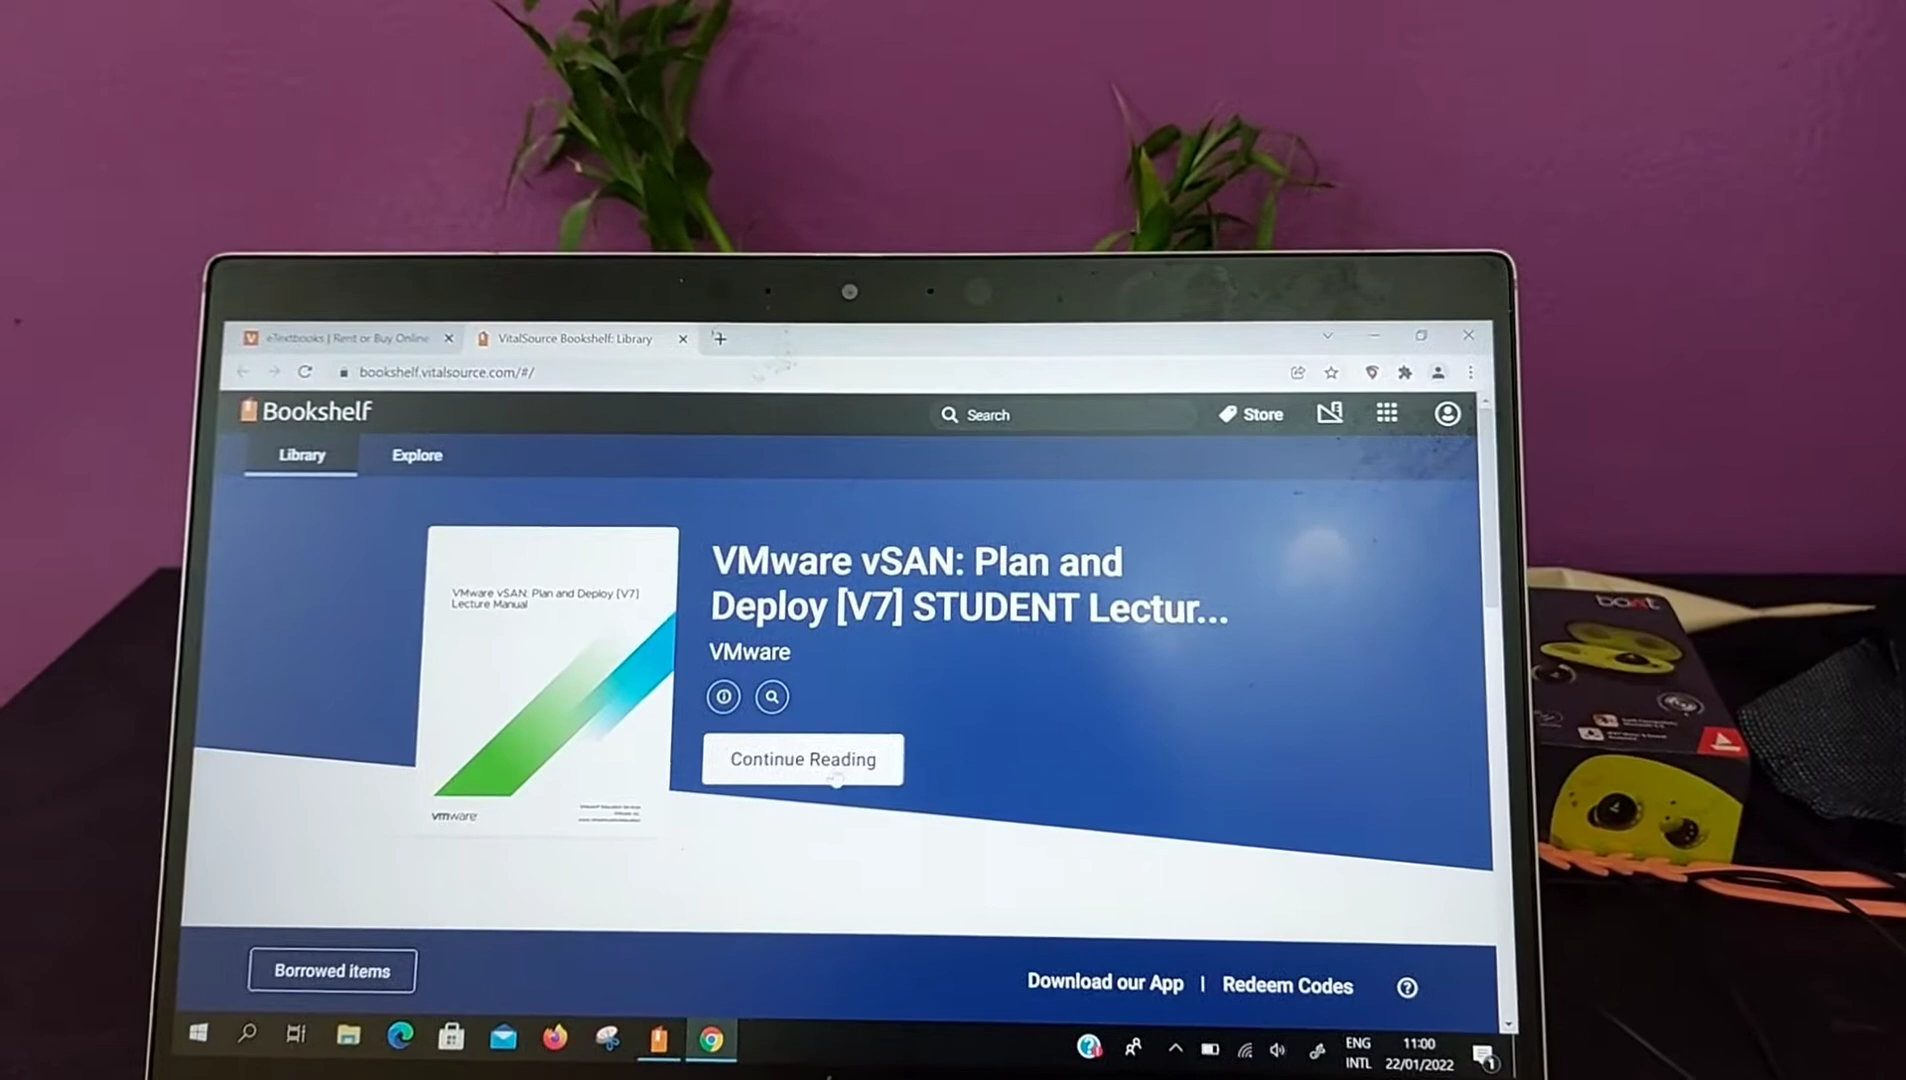 eTextbooks | Rent or Buy Online
VitalSource Bookshelf: Library
bookshelf.vitalsource.com/#/
Bookshelf
Search
Store
Library
Explore
VMware vSAN: Plan and Deploy [V7]
Lecture Manual
vmware
VMware vSAN: Plan and
Deploy [V7] STUDENT Lectur...
VMware
Continue Reading
Borrowed items
Download our App | Redeem Codes
ENG
INTL
11:00
22/01/2022
1
boAt